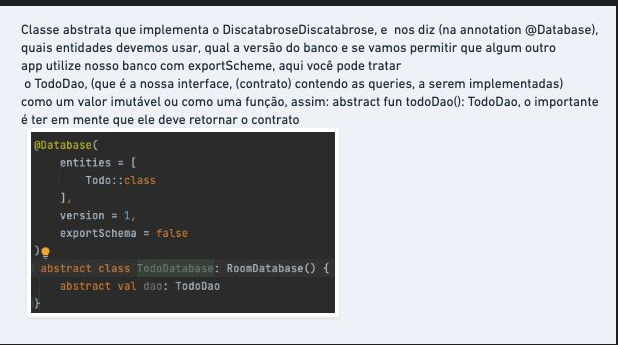 Classe abstrata que implementa o DiscatabroseDiscatabrose, e  nos diz (na annotation @Database),
quais entidades devemos usar, qual a versão do banco e se vamos permitir que algum outro
app utilize nosso banco com exportScheme, aqui você pode tratar
o TodoDao, (que é a nossa interface, (contrato) contendo as queries, a serem implementadas)
como um valor imutável ou como uma função, assim: abstract fun todoDao(): TodoDao, o importante
é ter em mente que ele deve retornar o contrato
@Database(
entities = [
Todo::class
],
version = 1,
exportSchema = false
)
abstract class TodoDatabase: RoomDatabase() {
abstract val dao: TodoDao
}